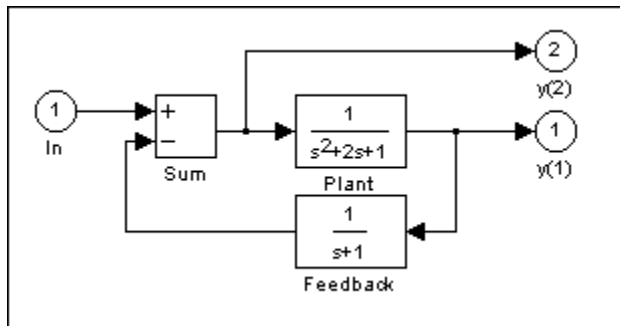 2
y(2)
1
In
+
−
Sum
1
s²+2s+1
Plant
1
y(1)
1
s+1
Feedback